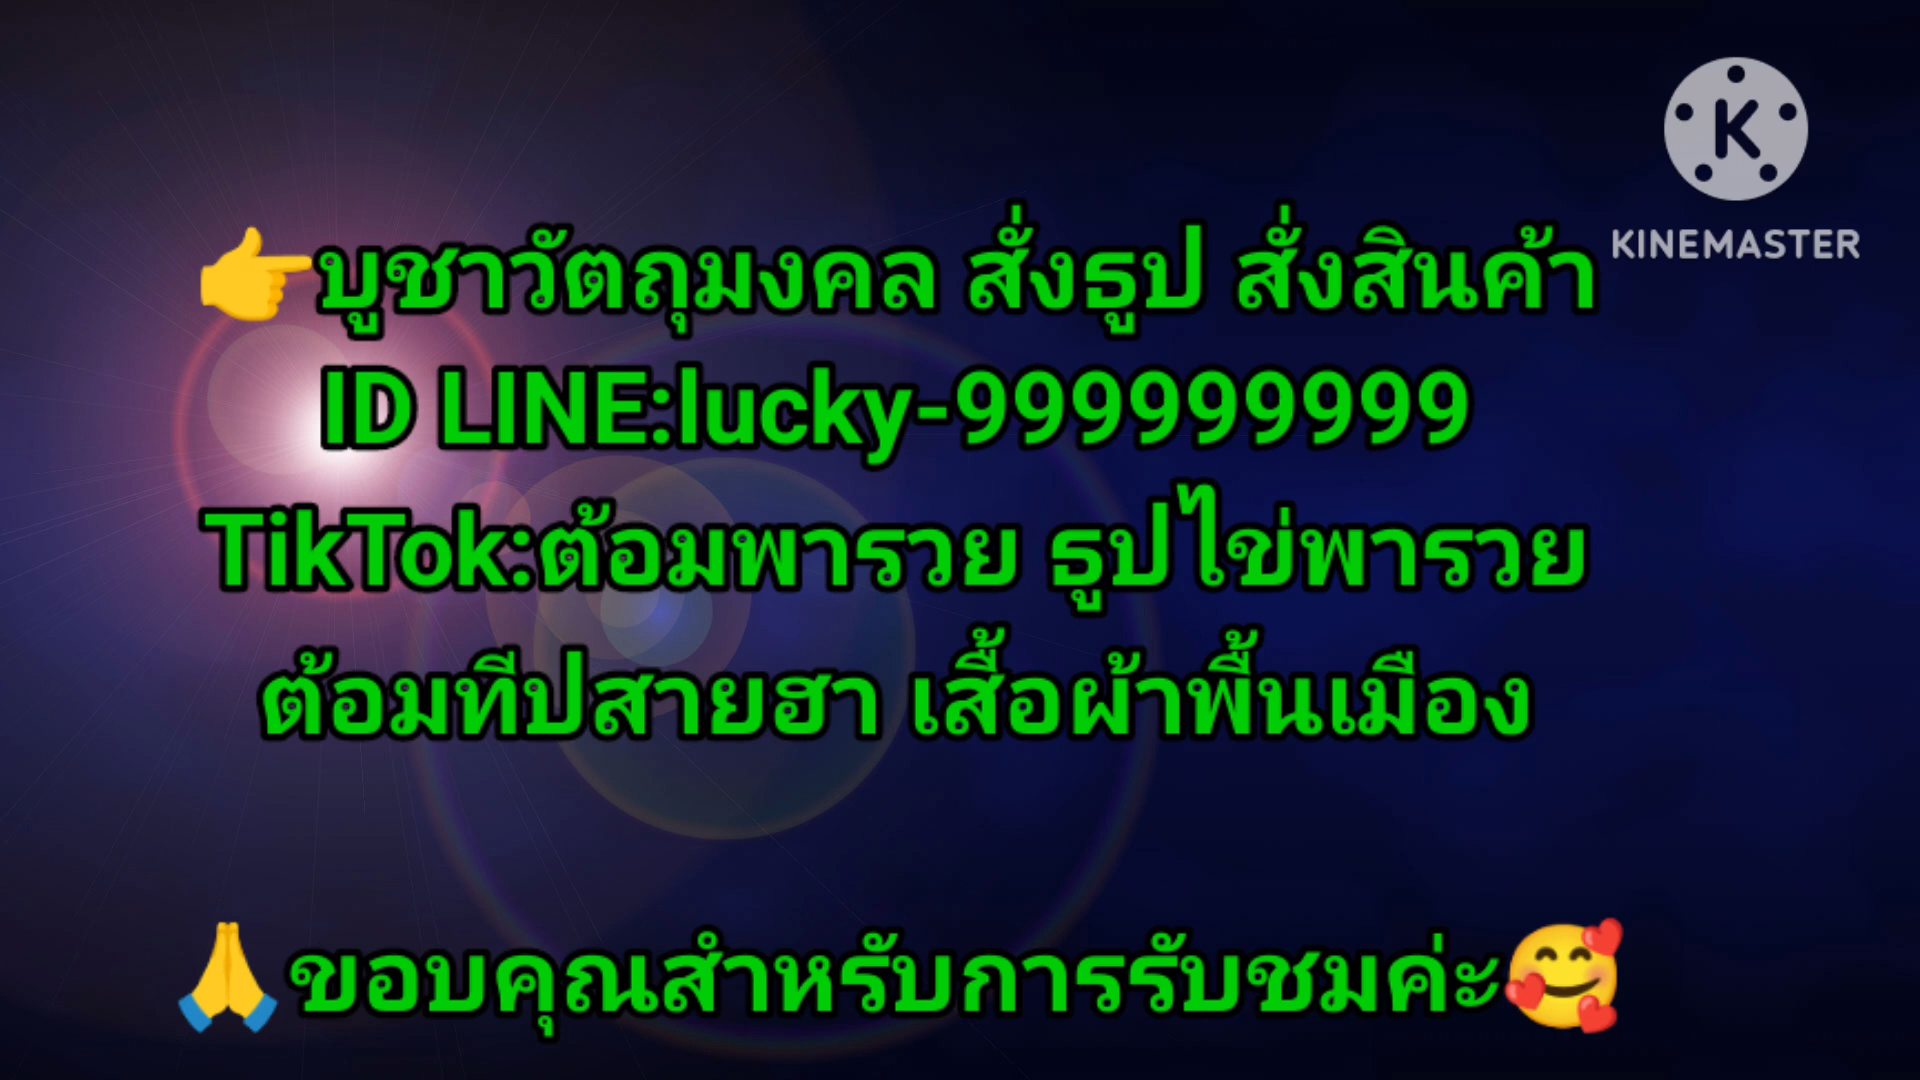 👉บูชาวัตถุมงคล สั่งธูป สั่งสินค้า
ID LINE:lucky-999999999
TikTok:ต้อมพารวย ธูปไข่พารวย
ต้อมทีปสายฮา เสื้อผ้าพื้นเมือง
🙏ขอบคุณสำหรับการรับชมค่ะ🥰
K
KINEMASTER